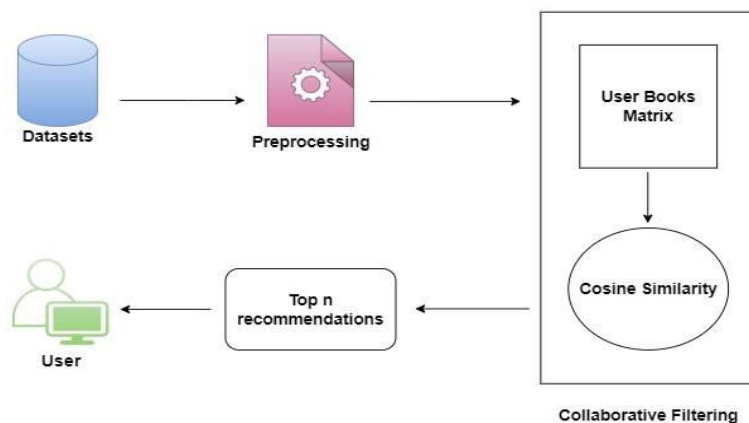 Datasets
Preprocessing
User Books
Matrix
Cosine Similarity
Collaborative Filtering
Top n
recommendations
User